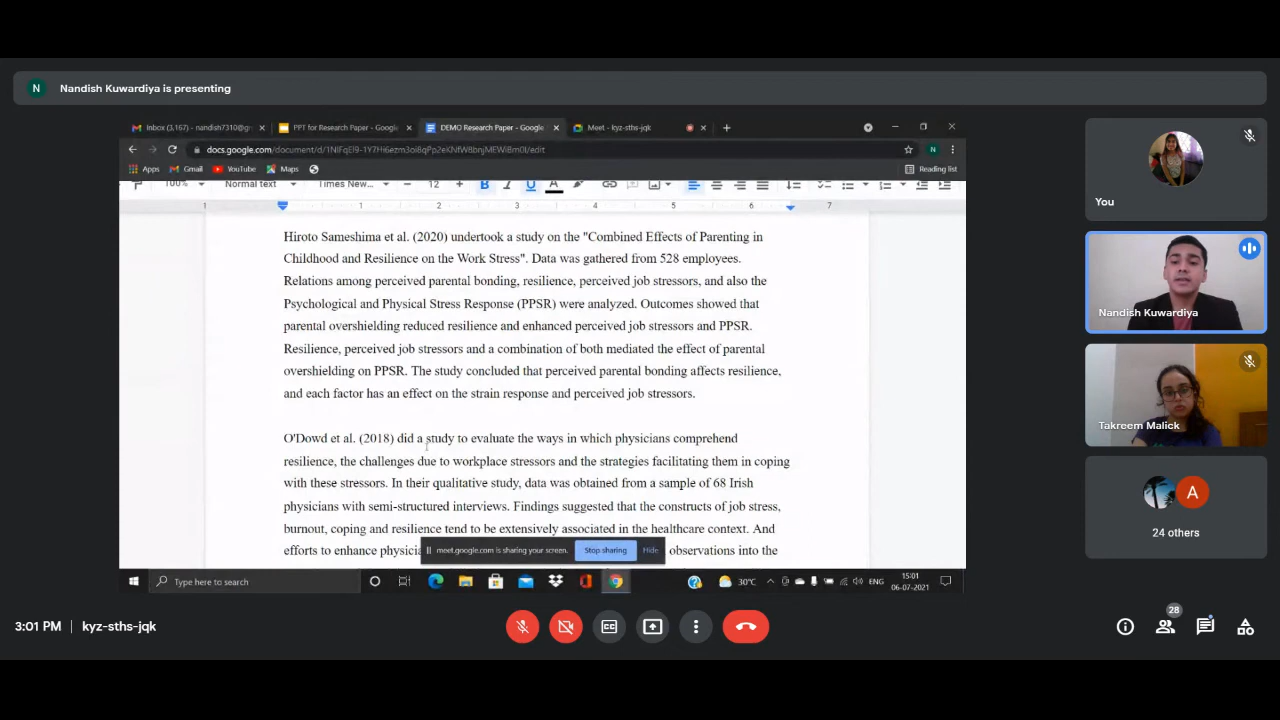 N Nandish Kuwardiya is presenting
Inbox (3,167) - nandish7310@g
PPT for Research Paper - Google
DEMO Research Paper - Google
Meet - kyz-sths-jqk
docs.google.com/document/d/
/edit
N
Apps Gmail YouTube Maps
Reading list
100% Normal text Times New... 12 B I U A
1 1 2 3 4 5 6 7
Hiroto Sameshima et al. (2020) undertook a study on the "Combined Effects of Parenting in
Childhood and Resilience on the Work Stress". Data was gathered from 528 employees.
Relations among perceived parental bonding, resilience, perceived job stressors, and also the
Psychological and Physical Stress Response (PPSR) were analyzed. Outcomes showed that
parental overshielding reduced resilience and enhanced perceived job stressors and PPSR.
Resilience, perceived job stressors and a combination of both mediated the effect of parental
overshielding on PPSR. The study concluded that perceived parental bonding affects resilience,
and each factor has an effect on the strain response and perceived job stressors.
O'Dowd et al. (2018) did a study to evaluate the ways in which physicians comprehend
resilience, the challenges due to workplace stressors and the strategies facilitating them in coping
with these stressors. In their qualitative study, data was obtained from a sample of 68 Irish
physicians with semi-structured interviews. Findings suggested that the constructs of job stress,
burnout, coping and resilience tend to be extensively associated in the healthcare context. And
efforts to enhance physicia
observations into the
meet.google.com is sharing your screen. Stop sharing Hide
Type here to search
30°C
ENG
15:01
06-07-2021
You
Nandish Kuwardiya
Takreem Malick
A
24 others
3:01 PM | kyz-sths-jqk
CC
28